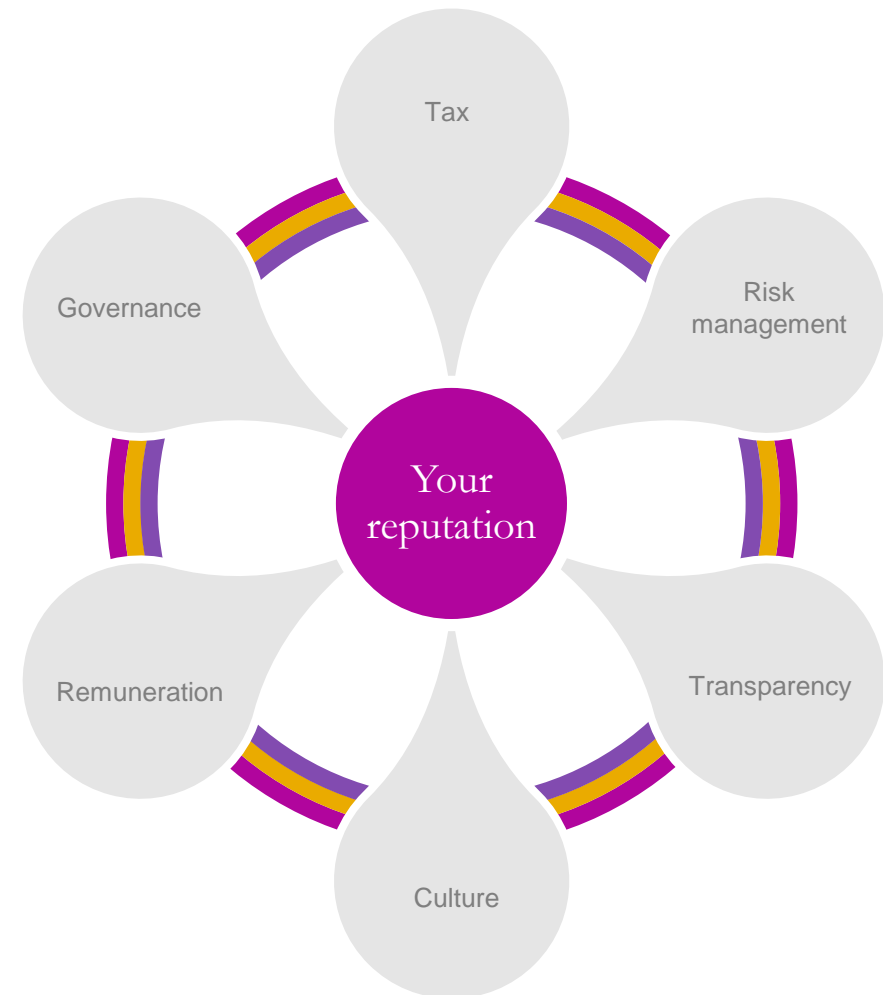 Tax
Risk
management
Governance
Your
reputation
Transparency
Remuneration
Culture